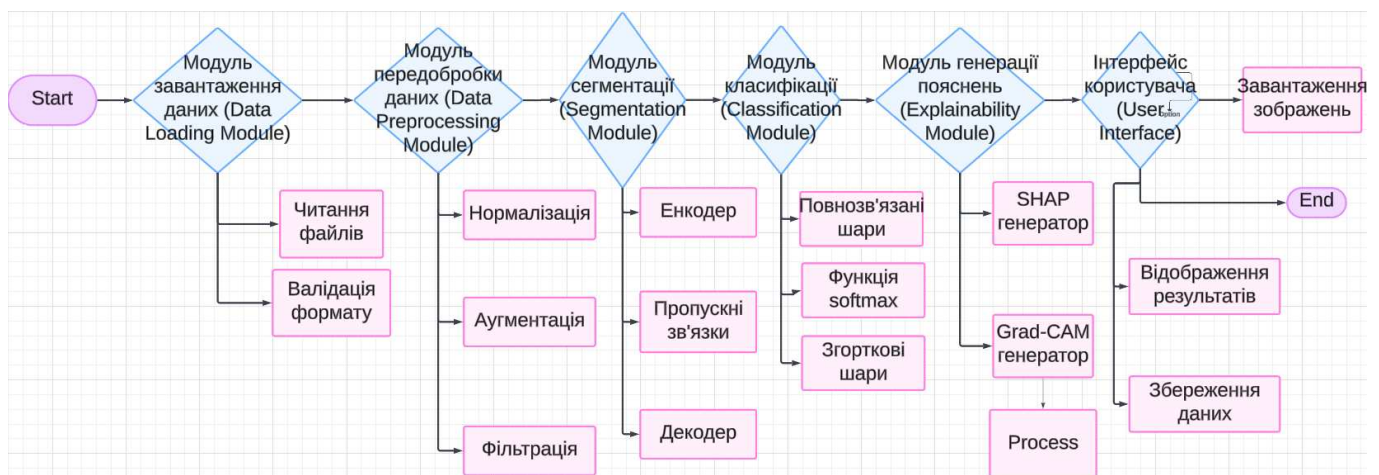 Start
Модуль
завантаження
даних (Data
Loading Module)
Читання
файлів
Валідація
формату
Модуль
передобробки
даних (Data
Preprocessing
Module)
Нормалізація
Аугментація
Фільтрація
Модуль
сегментації
(Segmentation
Module)
Енкодер
Пропускні
зв'язки
Декодер
Модуль
класифікації
(Classification
Module)
Повнозв'язані
шари
Функція
softmax
Згорткові
шари
Модуль генерації
пояснень
(Explainability
Module)
SHAP
генератор
Grad-CAM
генератор
Process
Інтерфейс
користувача
(User
Option
Interface)
Завантаження
зображень
End
Відображення
результатів
Збереження
даних